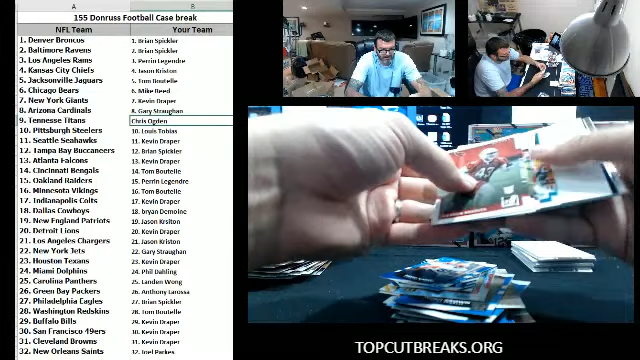 A B
155 Donruss Football Case break
NFL Team Your Team
1. Denver Broncos 1. Brian Spickler
2. Baltimore Ravens 2. Brian Spickler
3. Los Angeles Rams 3. Perrin Legendre
4. Kansas City Chiefs 4. Jason Kriston
5. Jacksonville Jaguars 5. Tom Boutelle
6. Chicago Bears 6. Mike Reed
7. New York Giants 7. Kevin Draper
8. Arizona Cardinals 8. Gary Straughan
9. Tennesse Titans Chris Ogden
10. Pittsburgh Steelers 10. Louis Tobias
11. Seattle Seahawks 11. Kevin Draper
12. Tampa Bay Buccaneers 12. Brian Spickler
13. Atlanta Falcons 13. Kevin Draper
14. Cincinnati Bengals 14. Tom Boutelle
15. Oakland Raiders 15. Perrin Legendre
16. Minnesota Vikings 16. Tom Boutelle
17. Indianapolis Colts 17. Kevin Draper
18. Dallas Cowboys 18. bryan Demoine
19. New England Patriots 19. Jason Krsiton
20. Detroit Lions 20. Kevin Draper
21. Los Angeles Chargers 21. Jason Kriston
22. New York Jets 22. Gary Straughan
23. Houston Texans 23. Kevin Draper
24. Miami Dolphins 24. Phil Dahling
25. Carolina Panthers 25. Landen Wong
26. Green Bay Packers 26. Anthony Larossa
27. Philadelphia Eagles 27. Brian Spickler
28. Washington Redskins 28. Tom Boutelle
29. Buffalo Bills 29. Kevin Draper
30. San Francisco 49ers 30. Kevin Draper
31. Cleveland Browns 31. Kevin Draper
32. New Orleans Saints 32. Joel Parkes
TOPCUTBREAKS.ORG